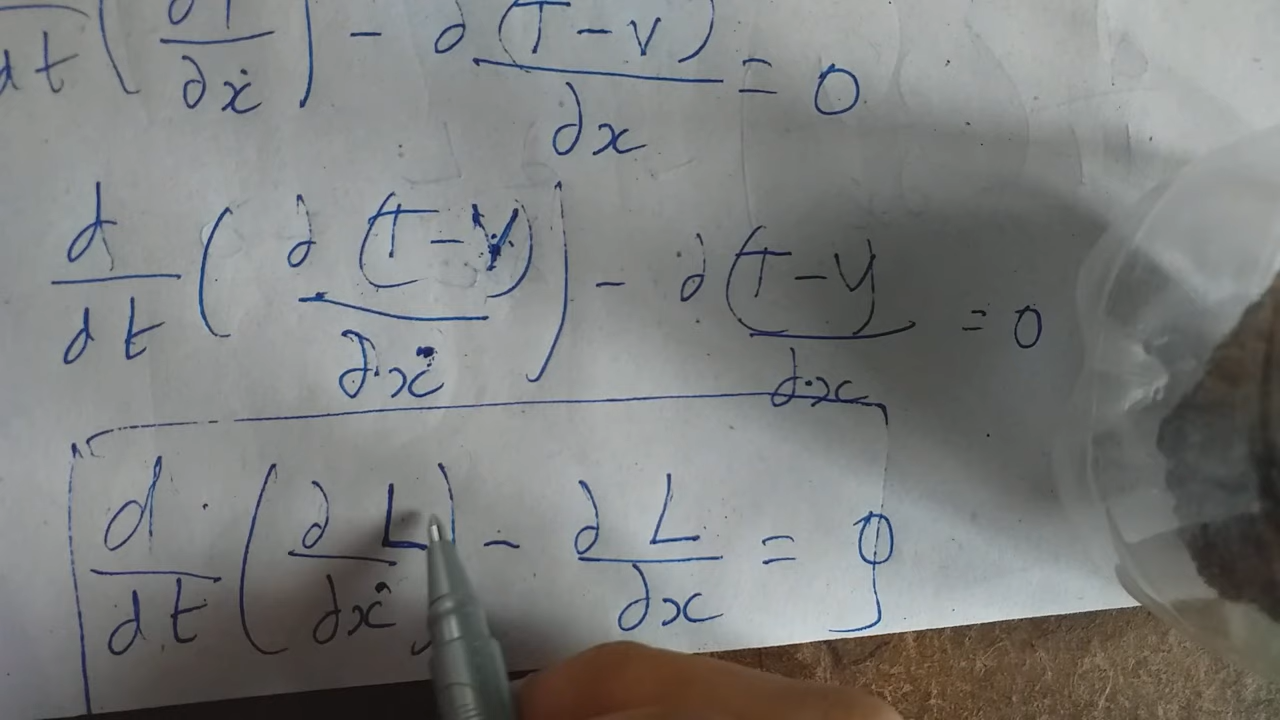 d/dt ( ∂T/∂ẋ ) - ∂(T-V)/∂x = 0
d/dt ( ∂(T-V)/∂ẋ ) - ∂(T-V)/∂x = 0
d/dt ( ∂L/∂ẋ ) - ∂L/∂x = 0